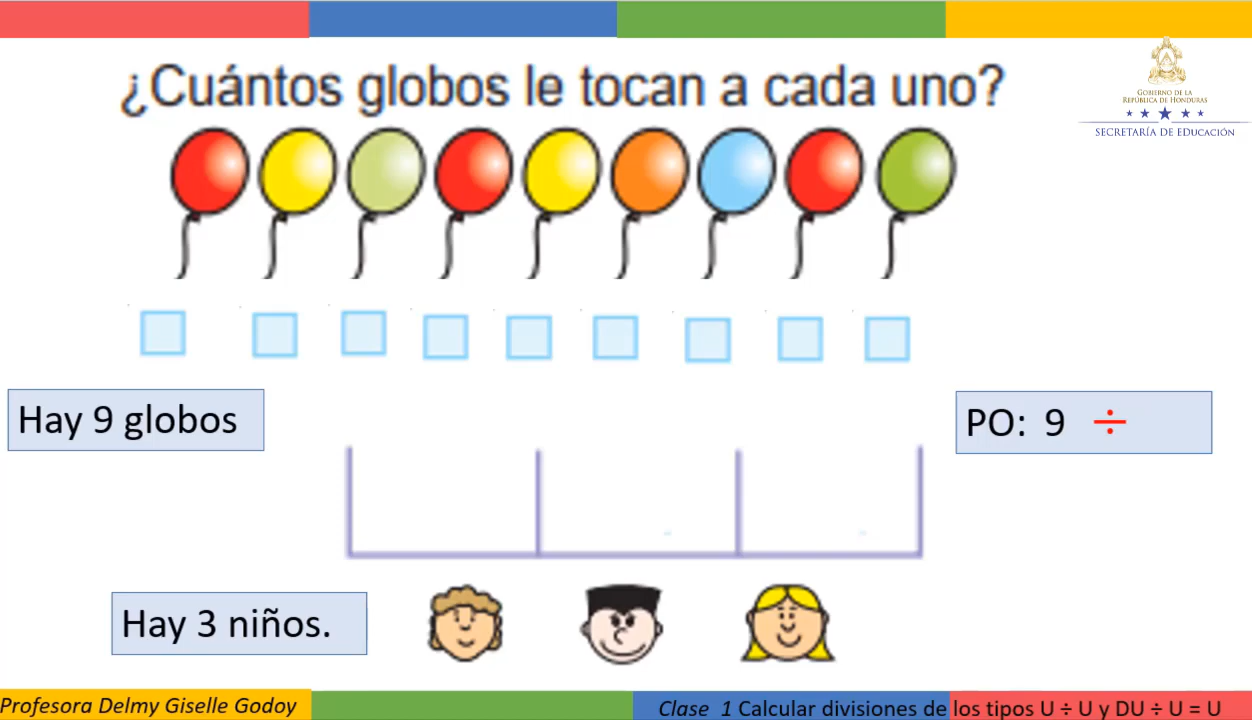 ¿Cuántos globos le tocan a cada uno?
GOBIERNO DE LA
REPÚBLICA DE HONDURAS
SECRETARÍA DE EDUCACIÓN
Hay 9 globos
PO: 9 ÷
Hay 3 niños.
Profesora Delmy Giselle Godoy
Clase 1 Calcular divisiones de los tipos U ÷ U y DU ÷ U = U